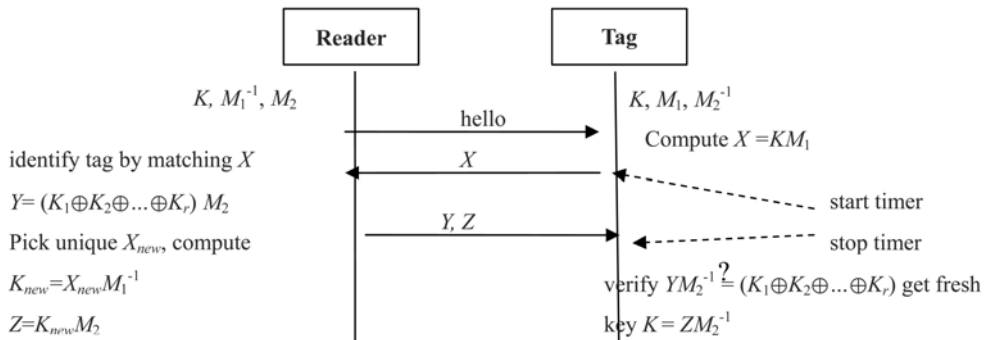 Reader Tag
K, M₁⁻¹, M₂ K, M₁, M₂⁻¹
hello
Compute X =KM₁
identify tag by matching X
X
Y= (K₁⊕K₂⊕...⊕Kᵣ) M₂
start timer
Y, Z
Pick unique Xₙₑw, compute
stop timer
Kₙₑw=XₙₑwM₁⁻¹
verify YM₂⁻¹ ≟ (K₁⊕K₂⊕...⊕Kᵣ) get fresh
Z=KₙₑwM₂
key K = ZM₂⁻¹